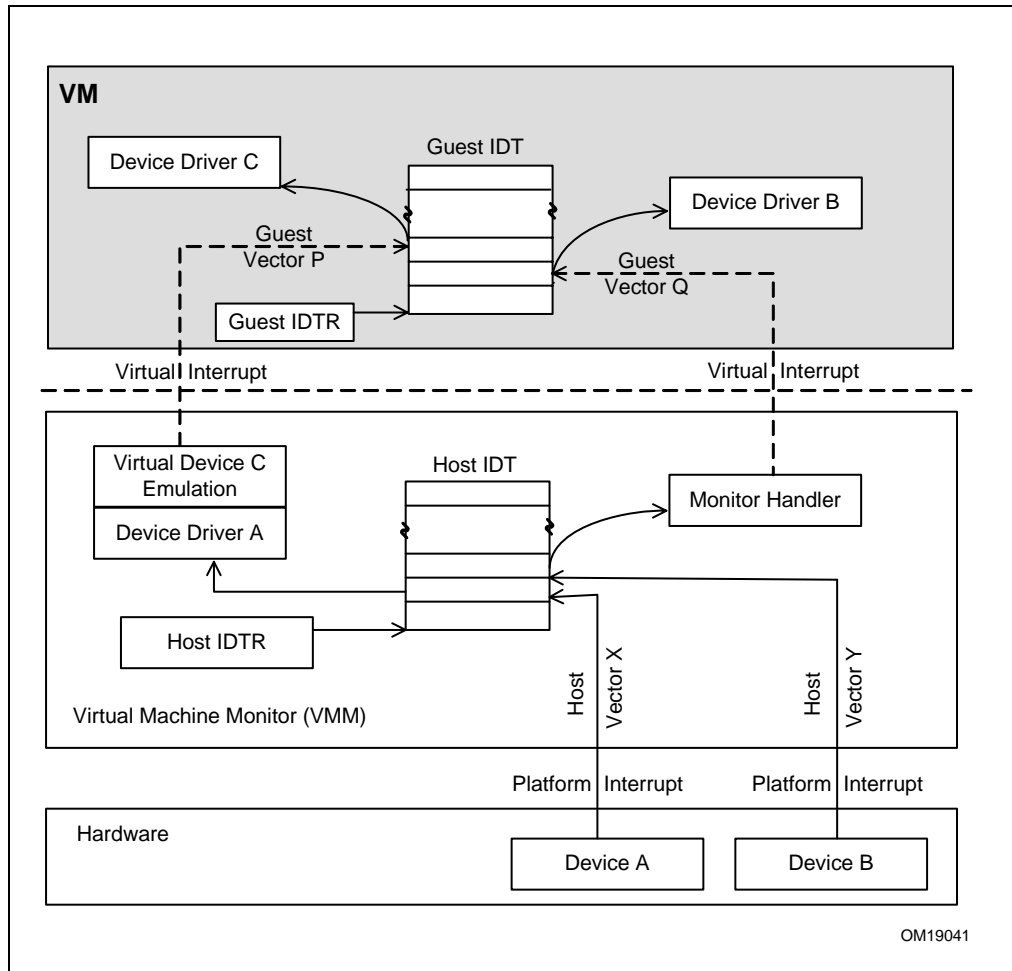 VM
Guest IDT
Device Driver C
Device Driver B
Guest
Vector P
Guest
Vector Q
Guest IDTR
Virtual Interrupt
Virtual Interrupt
Virtual Device C
Emulation
Device Driver A
Host IDT
Monitor Handler
Host IDTR
Host
Vector X
Host
Vector Y
Virtual Machine Monitor (VMM)
Platform Interrupt
Platform Interrupt
Hardware
Device A
Device B
OM19041